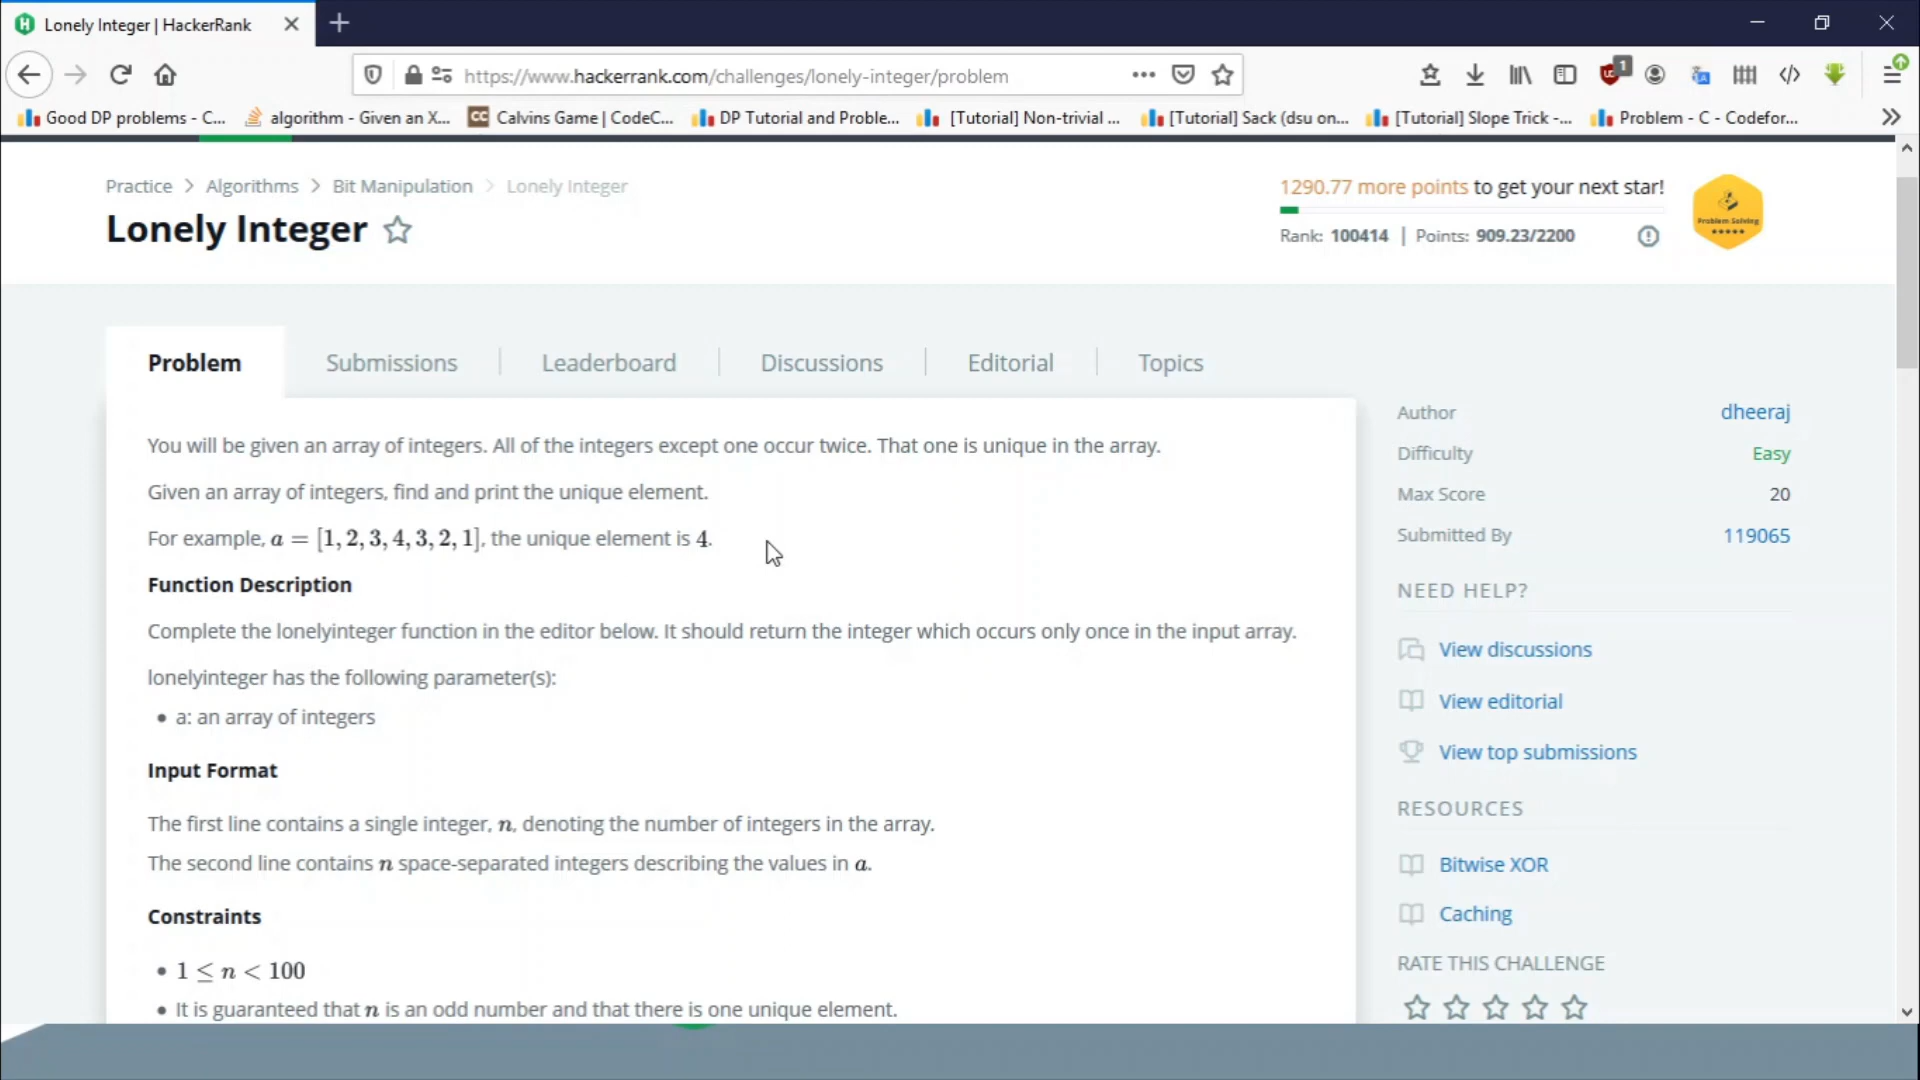 Lonely Integer | HackerRank
https://www.hackerrank.com/challenges/lonely-integer/problem
1
Good DP problems - C...
algorithm - Given an X...
CC Calvins Game | CodeC...
DP Tutorial and Proble...
[Tutorial] Non-trivial ...
[Tutorial] Sack (dsu on...
[Tutorial] Slope Trick -...
Problem - C - Codefor...
Practice > Algorithms > Bit Manipulation > Lonely Integer
Lonely Integer
1290.77 more points to get your next star!
Rank: 100414 | Points: 909.23/2200
Problem Solving
Problem
Submissions
Leaderboard
Discussions
Editorial
Topics
You will be given an array of integers. All of the integers except one occur twice. That one is unique in the array.
Given an array of integers, find and print the unique element.
For example, a = [1, 2, 3, 4, 3, 2, 1], the unique element is 4.
Function Description
Complete the lonelyinteger function in the editor below. It should return the integer which occurs only once in the input array.
lonelyinteger has the following parameter(s):
• a: an array of integers
Input Format
The first line contains a single integer, n, denoting the number of integers in the array.
The second line contains n space-separated integers describing the values in a.
Constraints
• 1 ≤ n < 100
• It is guaranteed that n is an odd number and that there is one unique element.
Author dheeraj
Difficulty Easy
Max Score 20
Submitted By 119065
NEED HELP?
View discussions
View editorial
View top submissions
RESOURCES
Bitwise XOR
Caching
RATE THIS CHALLENGE